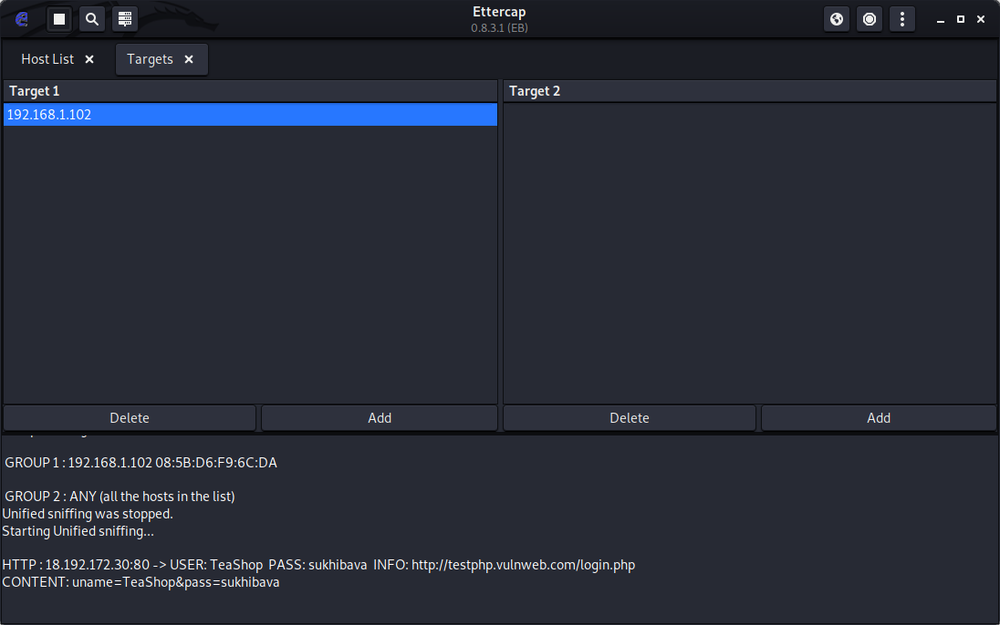 Ettercap
0.8.3.1 (EB)
Host List
Targets
Target 1
Target 2
192.168.1.102
Delete
Add
Delete
Add
GROUP 1 : 192.168.1.102 08:5B:D6:F9:6C:DA
GROUP 2 : ANY (all the hosts in the list)
Unified sniffing was stopped.
Starting Unified sniffing...
HTTP : 18.192.172.30:80 -> USER: TeaShop  PASS: sukhibava  INFO: http://testphp.vulnweb.com/login.php
CONTENT: uname=TeaShop&pass=sukhibava